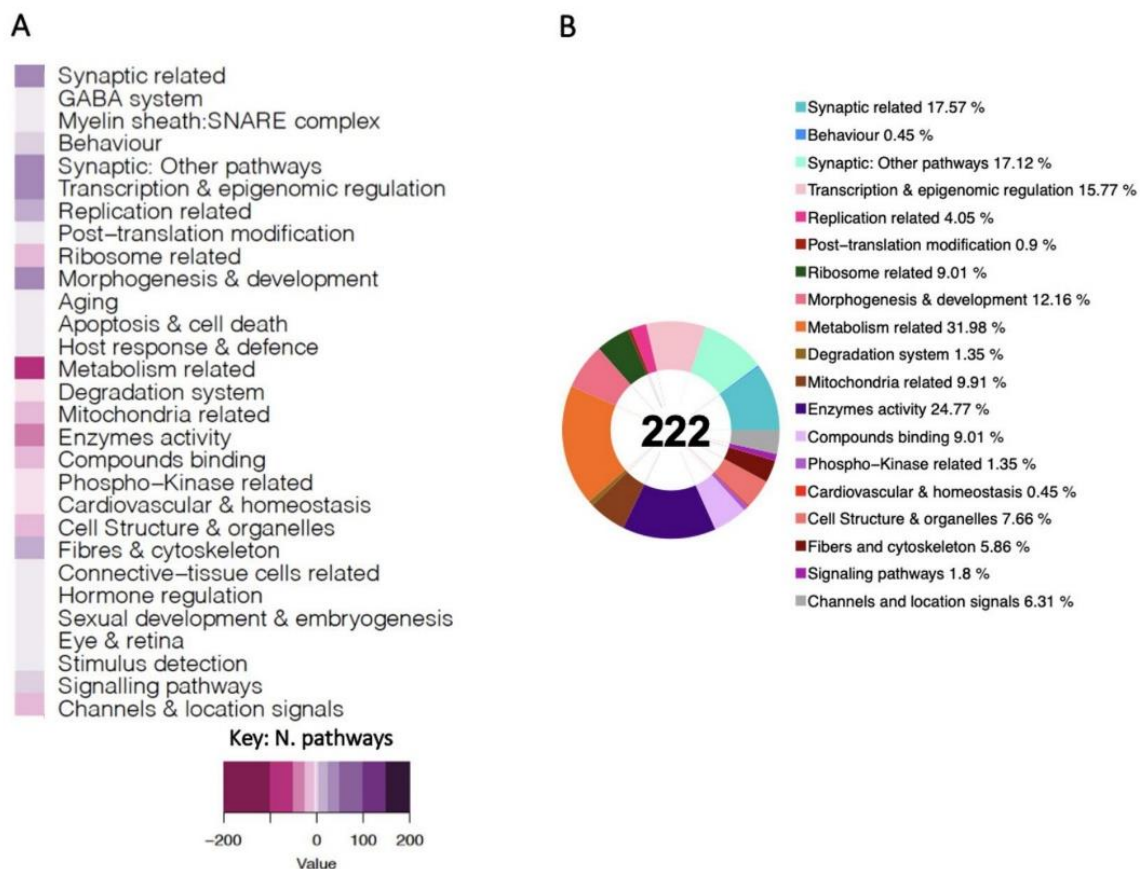 A
Synaptic related
GABA system
Myelin sheath:SNARE complex
Behaviour
Synaptic: Other pathways
Transcription & epigenomic regulation
Replication related
Post−translation modification
Ribosome related
Morphogenesis & development
Aging
Apoptosis & cell death
Host response & defence
Metabolism related
Degradation system
Mitochondria related
Enzymes activity
Compounds binding
Phospho−Kinase related
Cardiovascular & homeostasis
Cell Structure & organelles
Fibres & cytoskeleton
Connective−tissue cells related
Hormone regulation
Sexual development & embryogenesis
Eye & retina
Stimulus detection
Signalling pathways
Channels & location signals
Key: N. pathways
−200 0 100 200
Value
B
222
Synaptic related 17.57 %
Behaviour 0.45 %
Synaptic: Other pathways 17.12 %
Transcription & epigenomic regulation 15.77 %
Replication related 4.05 %
Post−translation modification 0.9 %
Ribosome related 9.01 %
Morphogenesis & development 12.16 %
Metabolism related 31.98 %
Degradation system 1.35 %
Mitochondria related 9.91 %
Enzymes activity 24.77 %
Compounds binding 9.01 %
Phospho−Kinase related 1.35 %
Cardiovascular & homeostasis 0.45 %
Cell Structure & organelles 7.66 %
Fibers and cytoskeleton 5.86 %
Signaling pathways 1.8 %
Channels and location signals 6.31 %